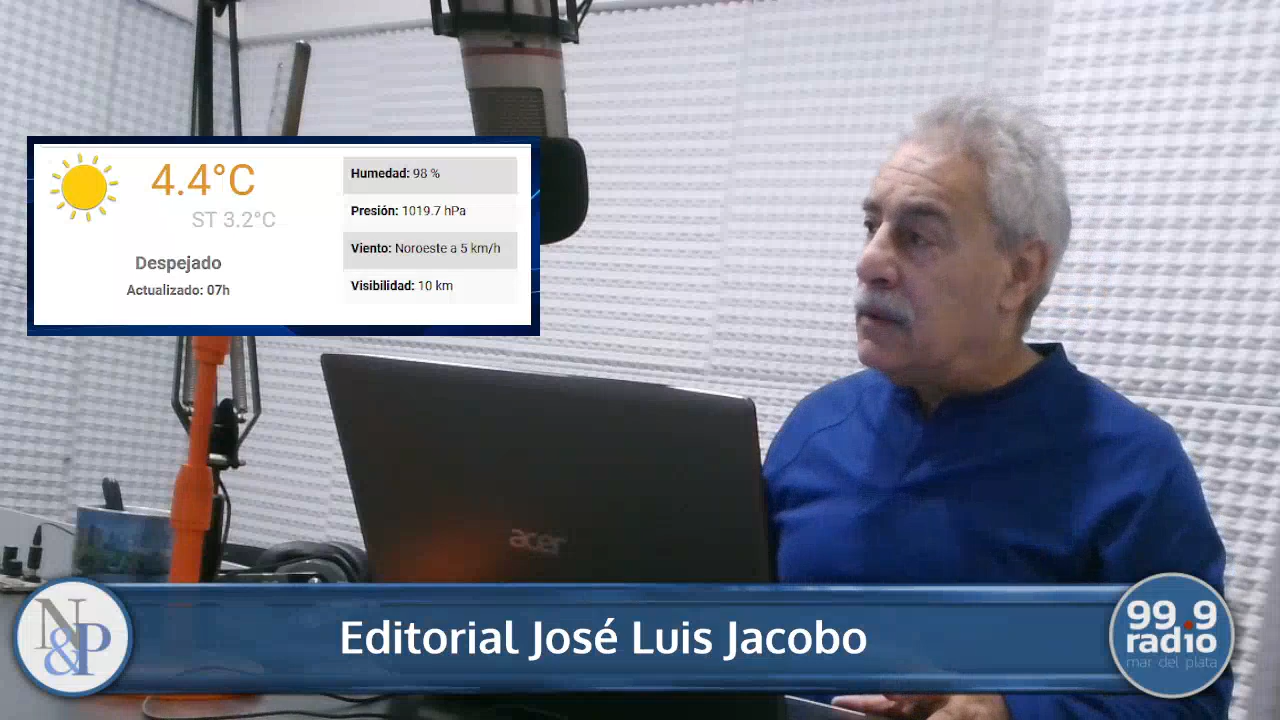 4.4°C
ST 3.2°C
Despejado
Actualizado: 07h
Humedad: 98 %
Presión: 1019.7 hPa
Viento: Noroeste a 5 km/h
Visibilidad: 10 km
acer
N&P
Editorial José Luis Jacobo
99.9
radio
mar del plata